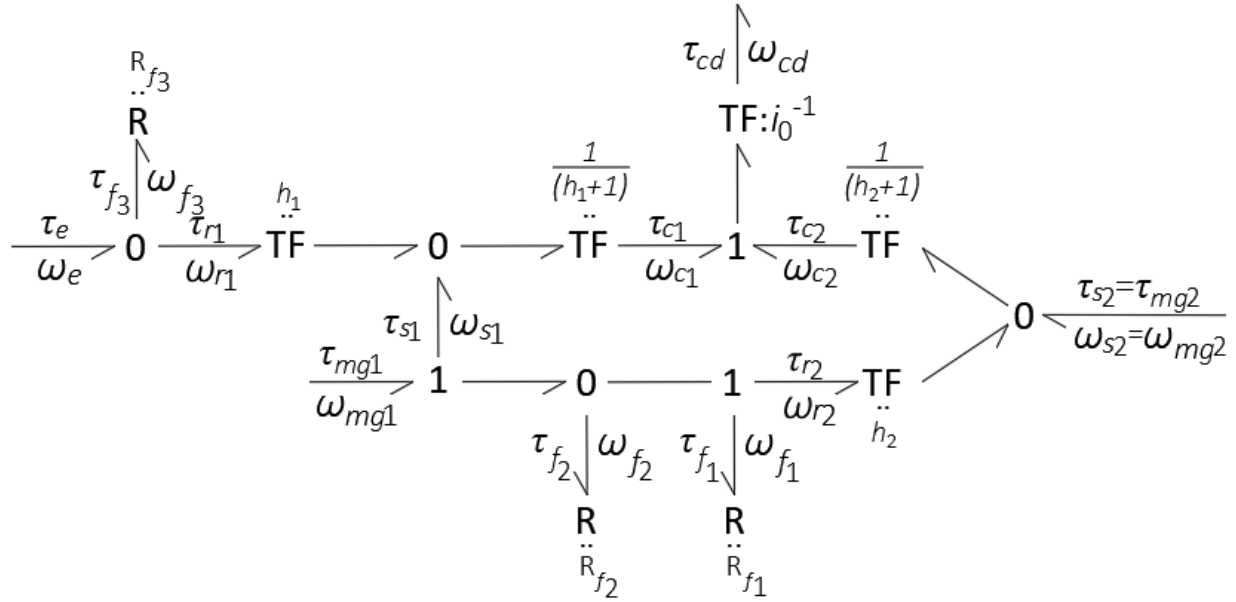 τcd ωcd
Rf3
R
TF:i0-1
τf3 ωf3
h1
1/(h1+1)
1/(h2+1)
τe
ωe
0
τr1
ωr1
TF
0
TF
τc1
ωc1
1
τc2
ωc2
TF
τs1 ωs1
0
τs2=τmg2
ωs2=ωmg2
τmg1
ωmg1
1
0
1
τr2
ωr2
TF
h2
τf2 ωf2
τf1 ωf1
R
R
Rf2
Rf1